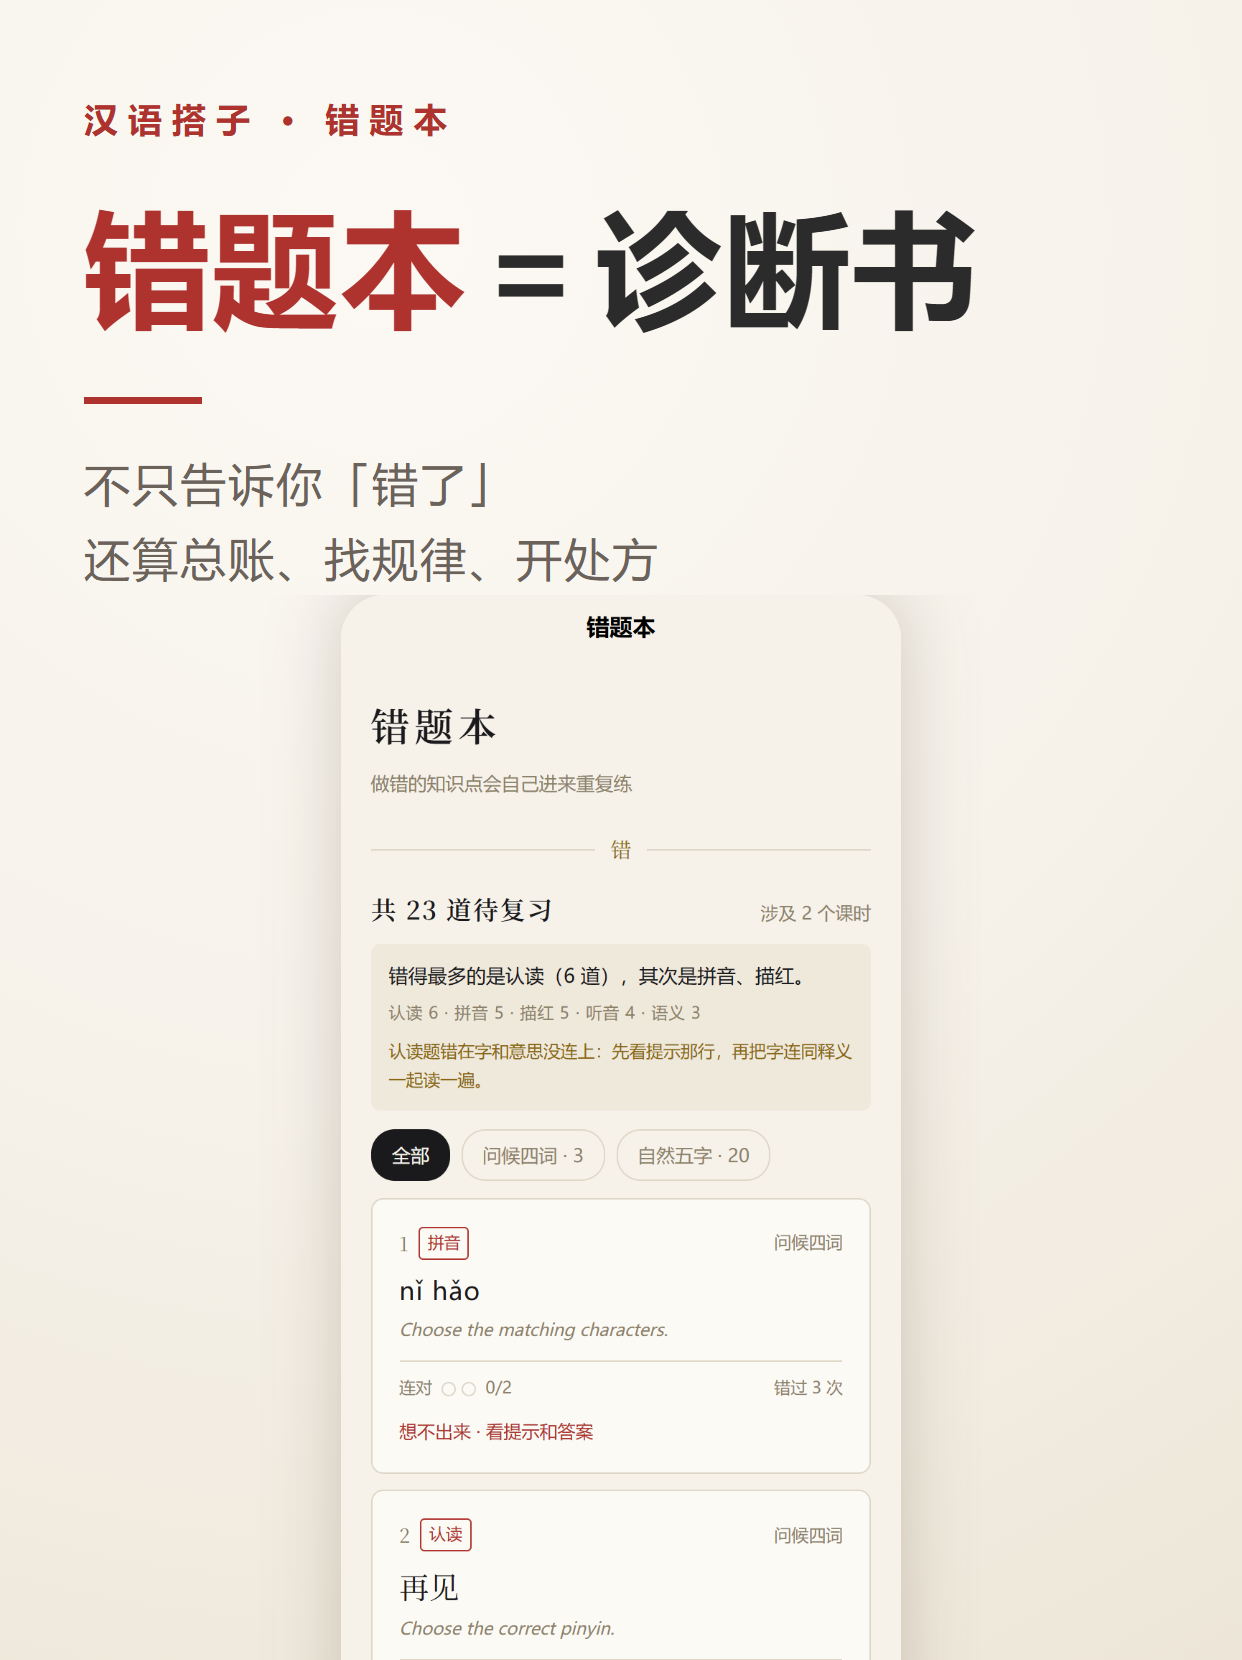 汉语搭子 · 错题本
错题本 = 诊断书
不只告诉你「错了」
还算总账、找规律、开处方
错题本
错题本
做错的知识点会自己进来重复练
错
共 23 道待复习
涉及 2 个课时
错得最多的是认读（6 道），其次是拼音、描红。
认读 6 · 拼音 5 · 描红 5 · 听音 4 · 语义 3
认读题错在字和意思没连上：先看提示那行，再把字连同释义
一起读一遍。
全部 问候四词 · 3 自然五字 · 20
1 拼音 问候四词
nǐ hǎo
Choose the matching characters.
连对 ○○ 0/2 错过 3 次
想不出来 · 看提示和答案
2 认读 问候四词
再见
Choose the correct pinyin.